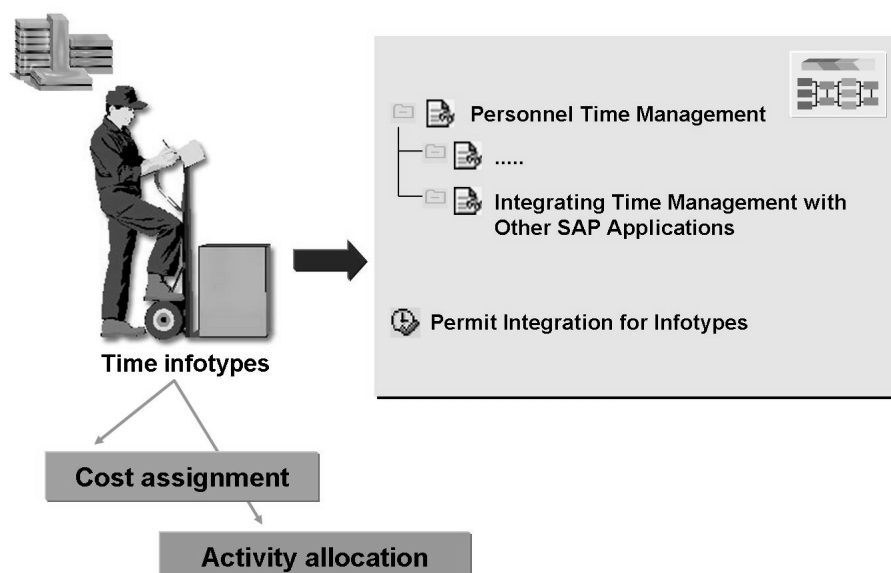 Personnel Time Management
.....
Integrating Time Management with
Other SAP Applications
Permit Integration for Infotypes
Time infotypes
Cost assignment
Activity allocation